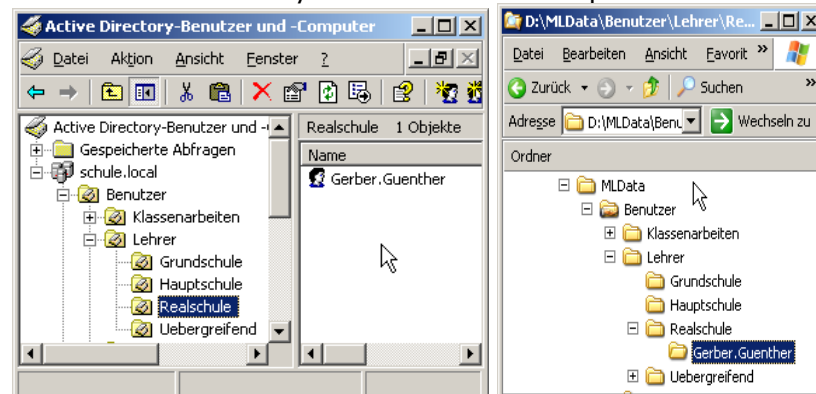 Active Directory-Benutzer und -Computer
Datei Aktion Ansicht Fenster ?
Active Directory-Benutzer und -
Gespeicherte Abfragen
schule.local
Benutzer
Klassenarbeiten
Lehrer
Grundschule
Hauptschule
Realschule
Uebergreifend
Realschule 1 Objekte
Name
Gerber.Guenther
D:\MLData\Benutzer\Lehrer\Re...
Datei Bearbeiten Ansicht Favorit »
Zurück Suchen »
Adresse D:\MLData\Benu Wechseln zu
Ordner
MLData
Benutzer
Klassenarbeiten
Lehrer
Grundschule
Hauptschule
Realschule
Gerber.Guenther
Uebergreifend